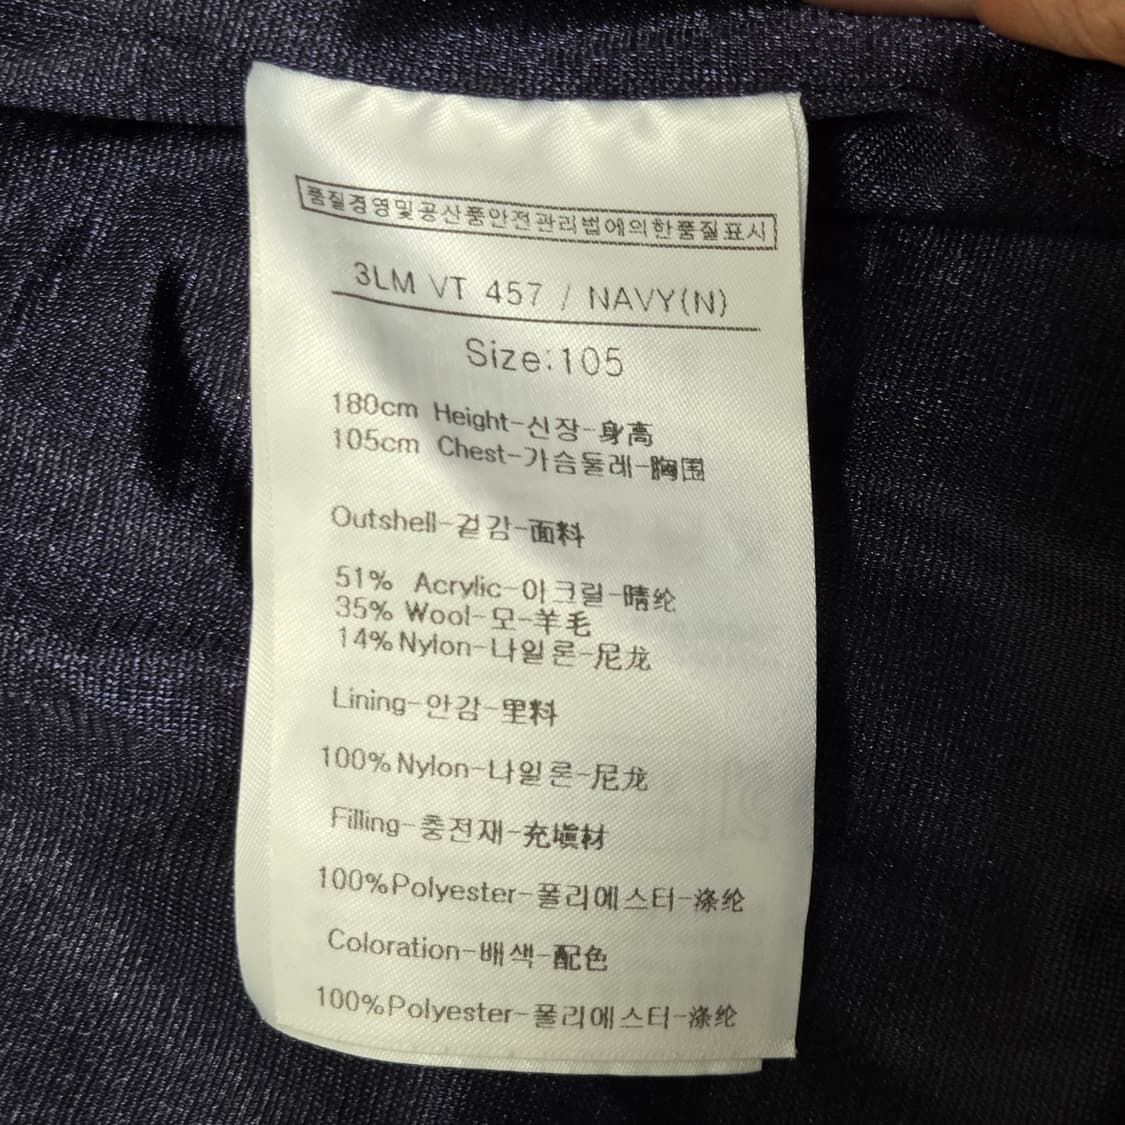 품질경영및공산품안전관리법에의한품질표시
3LM VT 457 / NAVY(N)
Size:105
180cm Height-신장-身高
105cm Chest-가슴둘레-胸围
Outshell-겉감-面料
51% Acrylic-아크릴-晴纶
35% Wool-모-羊毛
14%Nylon-나일론-尼龙
Lining-안감-里料
100%Nylon-나일론-尼龙
Filling-충전재-充塡材
100%Polyester-폴리에스터-涤纶
Coloration-배색-配色
100%Polyester-폴리에스터-涤纶